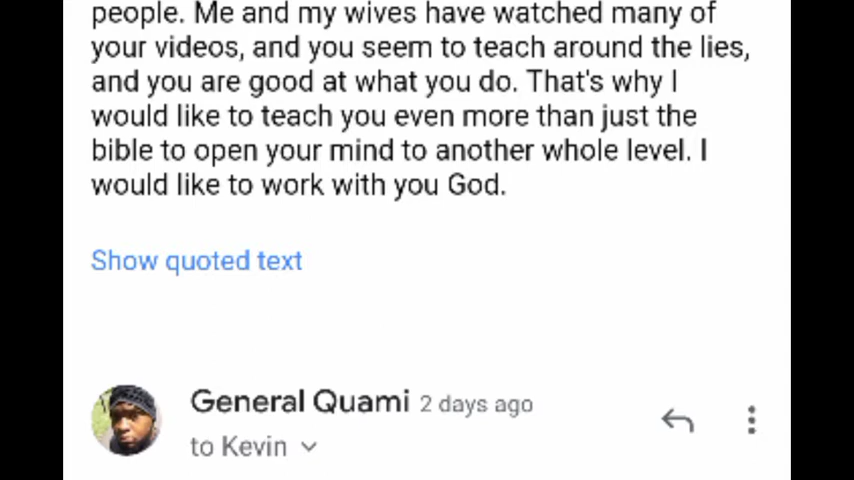 people. Me and my wives have watched many of
your videos, and you seem to teach around the lies,
and you are good at what you do. That's why I
would like to teach you even more than just the
bible to open your mind to another whole level. I
would like to work with you God.
Show quoted text
General Quami 2 days ago
to Kevin